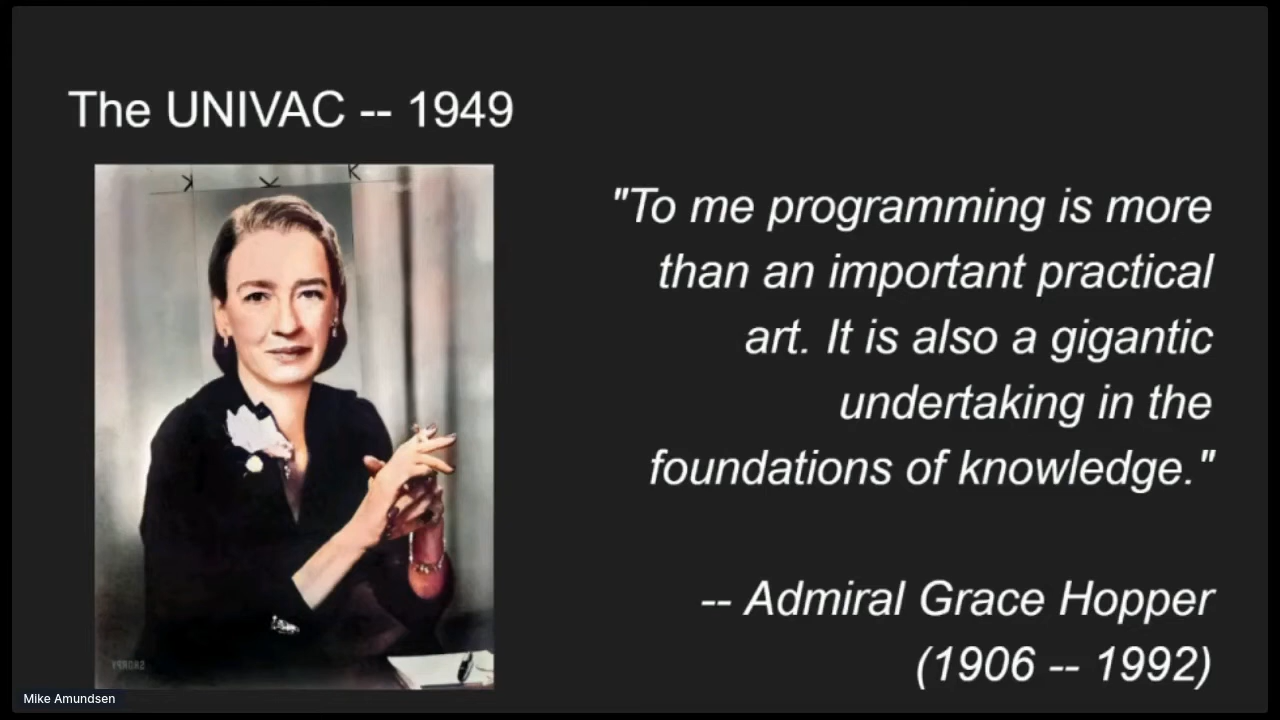 The UNIVAC -- 1949
"To me programming is more
than an important practical
art. It is also a gigantic
undertaking in the
foundations of knowledge."
-- Admiral Grace Hopper
(1906 -- 1992)
SHORPY
Mike Amundsen